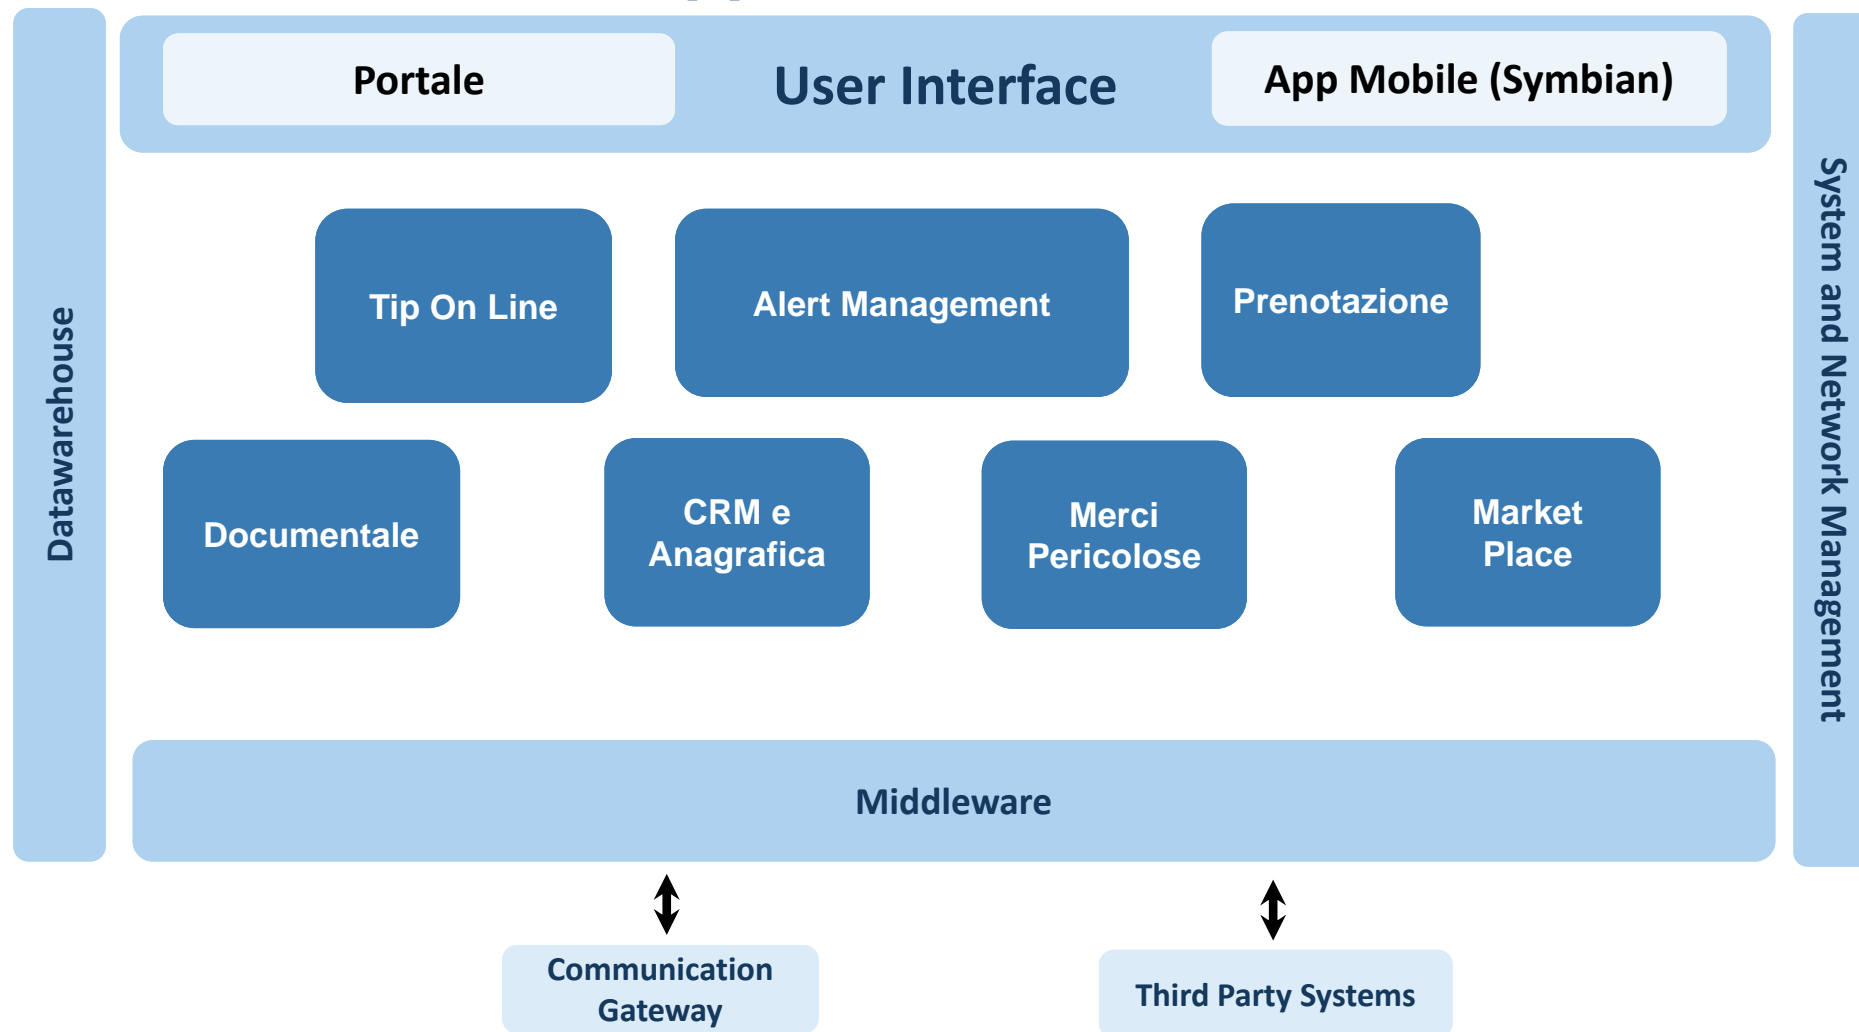 Portale
User Interface
App Mobile (Symbian)
Datawarehouse
System and Network Management
Tip On Line
Alert Management
Prenotazione
Documentale
CRM e
Anagrafica
Merci
Pericolose
Market
Place
Middleware
Communication
Gateway
Third Party Systems